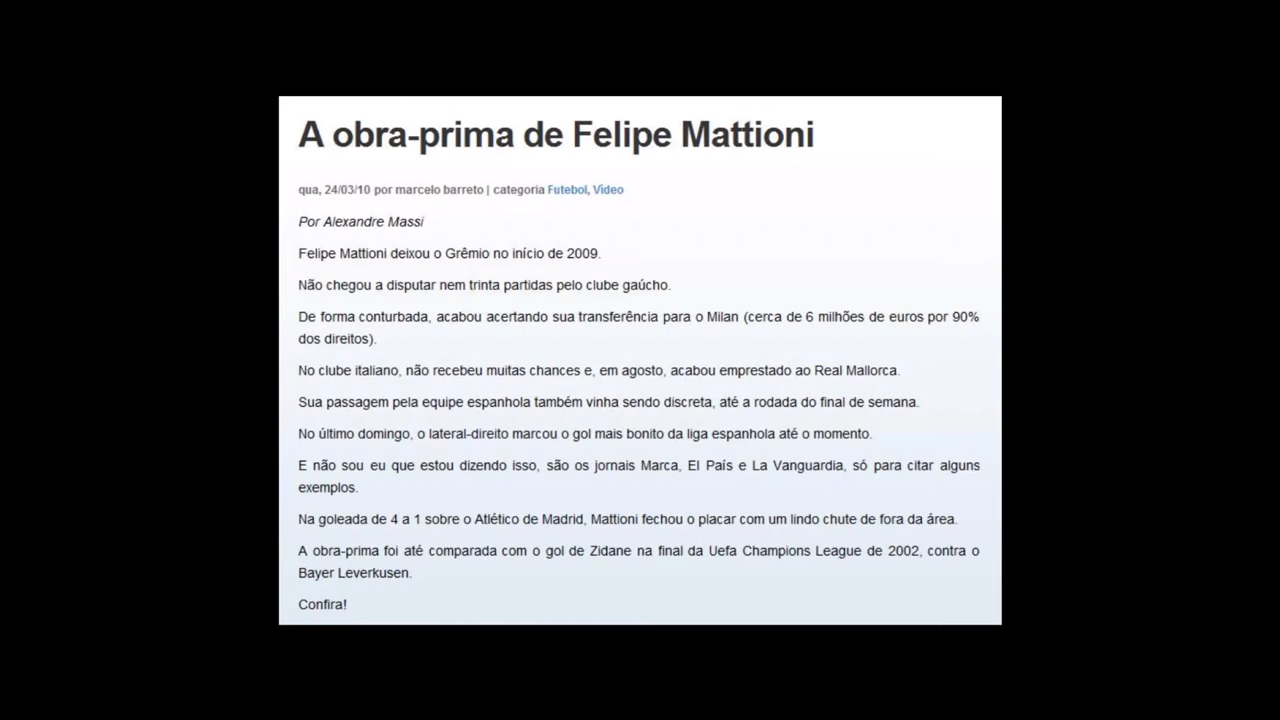 A obra-prima de Felipe Mattioni
qua, 24/03/10 por marcelo barreto | categoria Futebol, Vídeo
Por Alexandre Massi
Felipe Mattioni deixou o Grêmio no início de 2009.
Não chegou a disputar nem trinta partidas pelo clube gaúcho.
De forma conturbada, acabou acertando sua transferência para o Milan (cerca de 6 milhões de euros por 90%
dos direitos).
No clube italiano, não recebeu muitas chances e, em agosto, acabou emprestado ao Real Mallorca.
Sua passagem pela equipe espanhola também vinha sendo discreta, até a rodada do final de semana.
No último domingo, o lateral-direito marcou o gol mais bonito da liga espanhola até o momento.
E não sou eu que estou dizendo isso, são os jornais Marca, El País e La Vanguardia, só para citar alguns
exemplos.
Na goleada de 4 a 1 sobre o Atlético de Madrid, Mattioni fechou o placar com um lindo chute de fora da área.
A obra-prima foi até comparada com o gol de Zidane na final da Uefa Champions League de 2002, contra o
Bayer Leverkusen.
Confira!